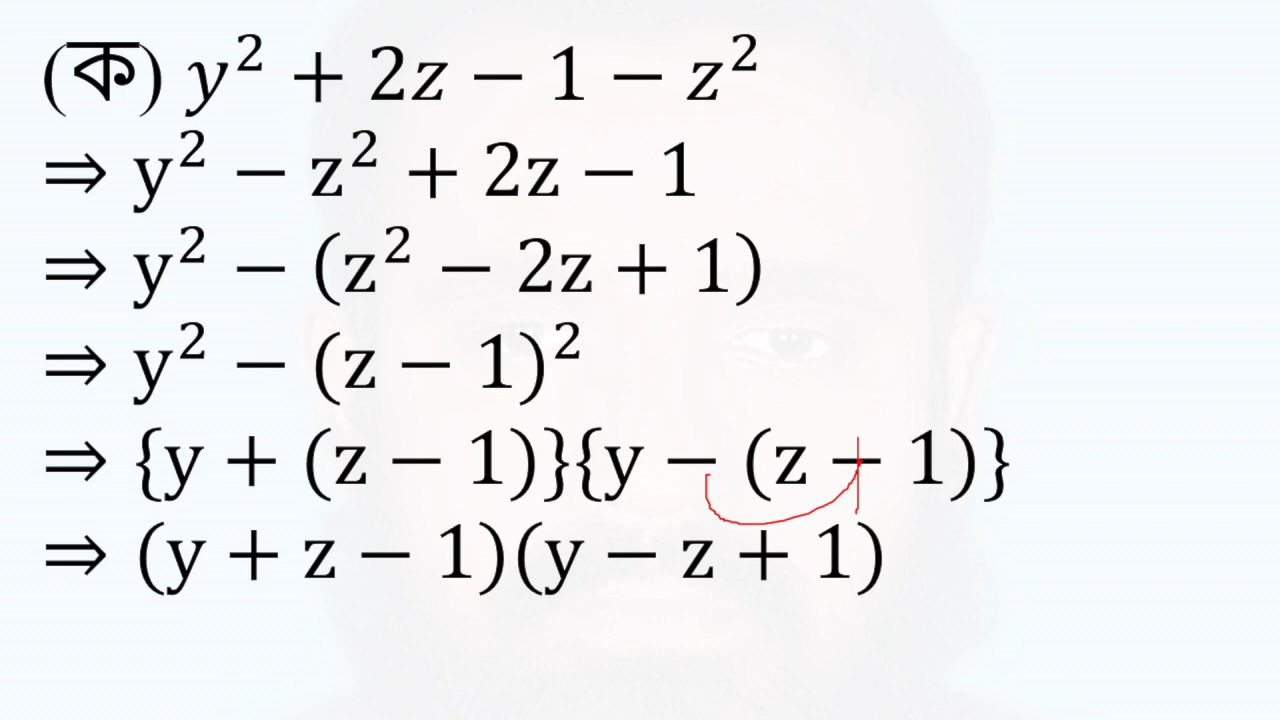 (ক) y² + 2z − 1 − z²
⇒ y² − z² + 2z − 1
⇒ y² − (z² − 2z + 1)
⇒ y² − (z − 1)²
⇒ {y + (z − 1)}{y − (z − 1)}
⇒ (y + z − 1)(y − z + 1)